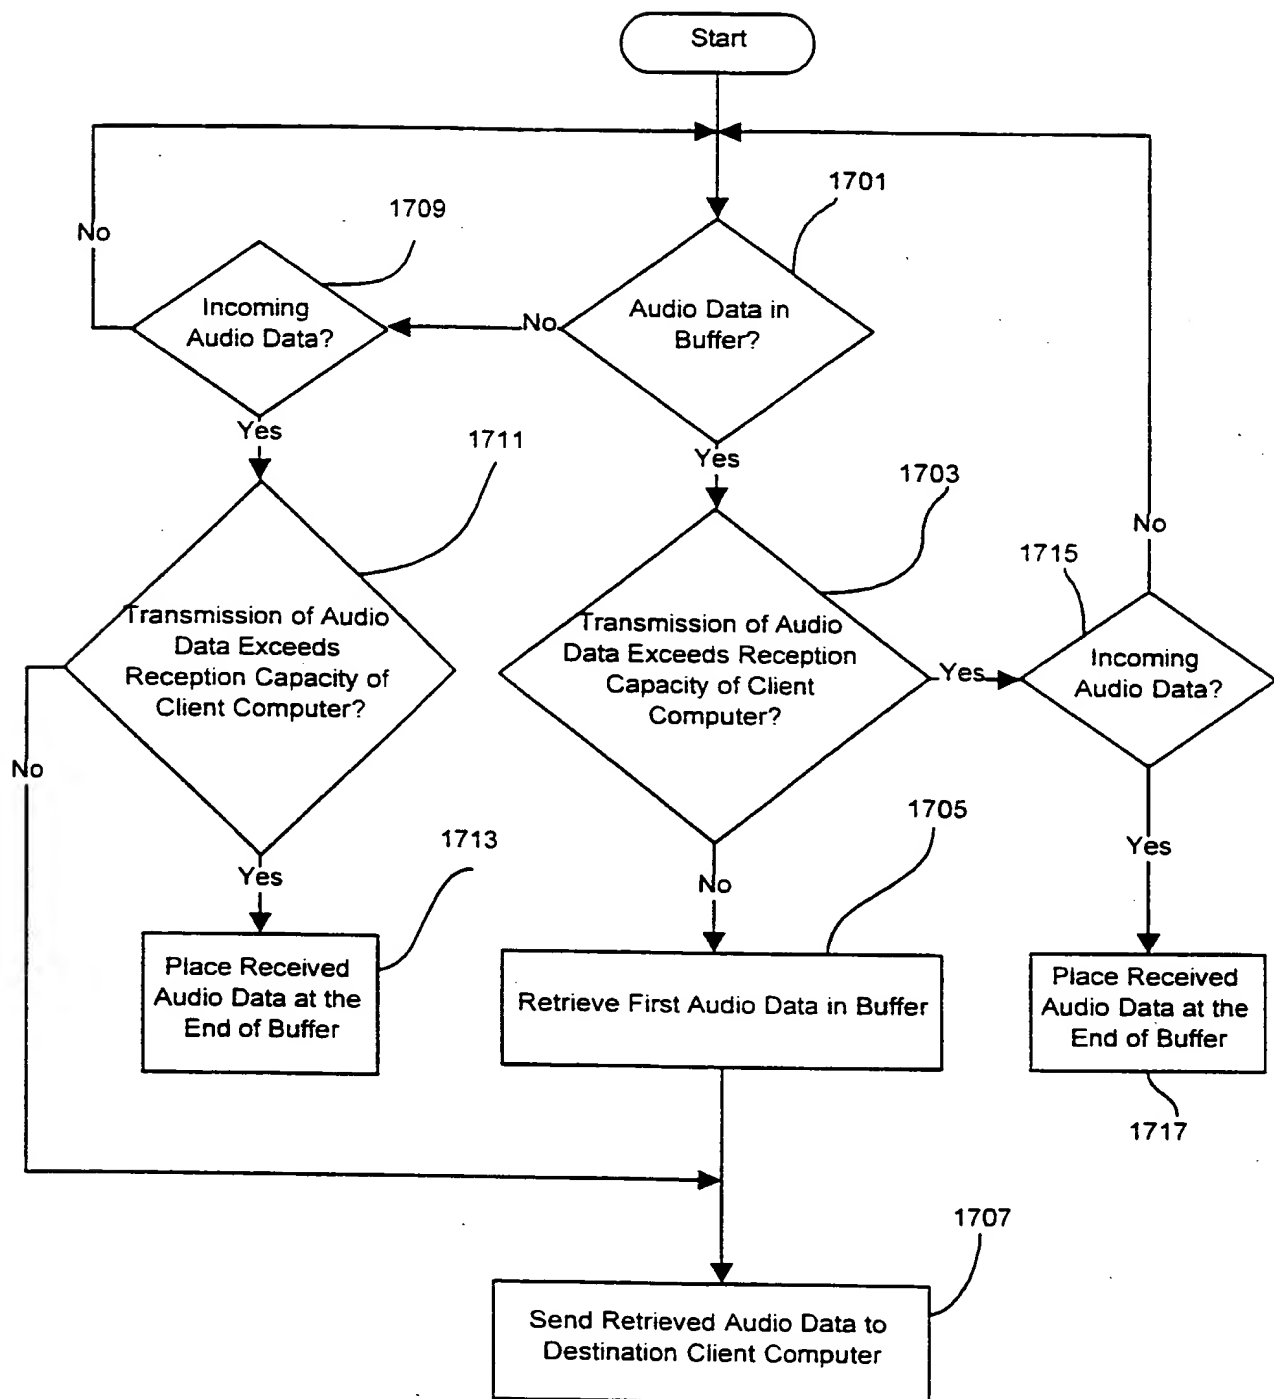 Start
1701
1709
No
Incoming
Audio Data?
No
Audio Data in
Buffer?
Yes
1711
Yes
1703
No
1715
Transmission of Audio
Data Exceeds
Reception Capacity of
Client Computer?
Transmission of Audio
Data Exceeds Reception
Capacity of Client
Computer?
Yes
Incoming
Audio Data?
No
1713
1705
Yes
Yes
No
Place Received
Audio Data at the
End of Buffer
Retrieve First Audio Data in Buffer
Place Received
Audio Data at the
End of Buffer
1717
1707
Send Retrieved Audio Data to
Destination Client Computer